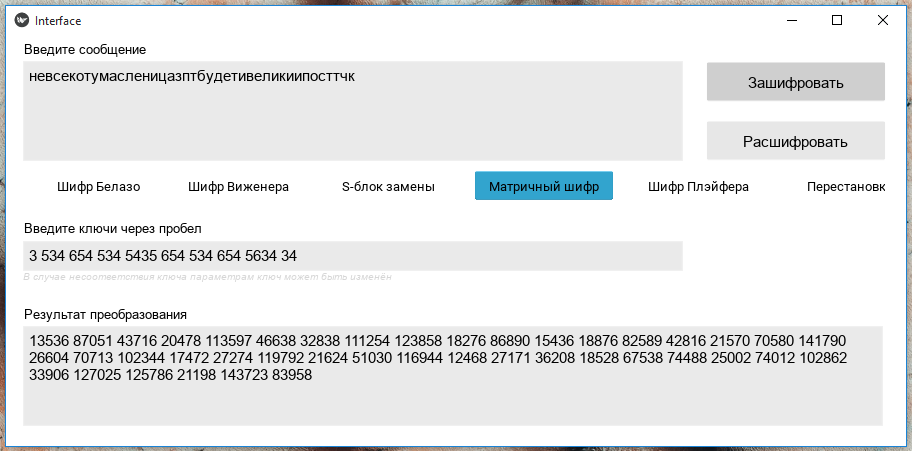 Interface
Введите сообщение
невсекотумасленицазптбудетивеликиипосттчк
Зашифровать
Расшифровать
Шифр Белазо Шифр Виженера S-блок замены Матричный шифр Шифр Плэйфера Перестановк
Введите ключи через пробел
3 534 654 534 5435 654 534 654 5634 34
В случае несоответствия ключа параметрам ключ может быть изменён
Результат преобразования
13536 87051 43716 20478 113597 46638 32838 111254 123858 18276 86890 15436 18876 82589 42816 21570 70580 141790
26604 70713 102344 17472 27274 119792 21624 51030 116944 12468 27171 36208 18528 67538 74488 25002 74012 102862
33906 127025 125786 21198 143723 83958